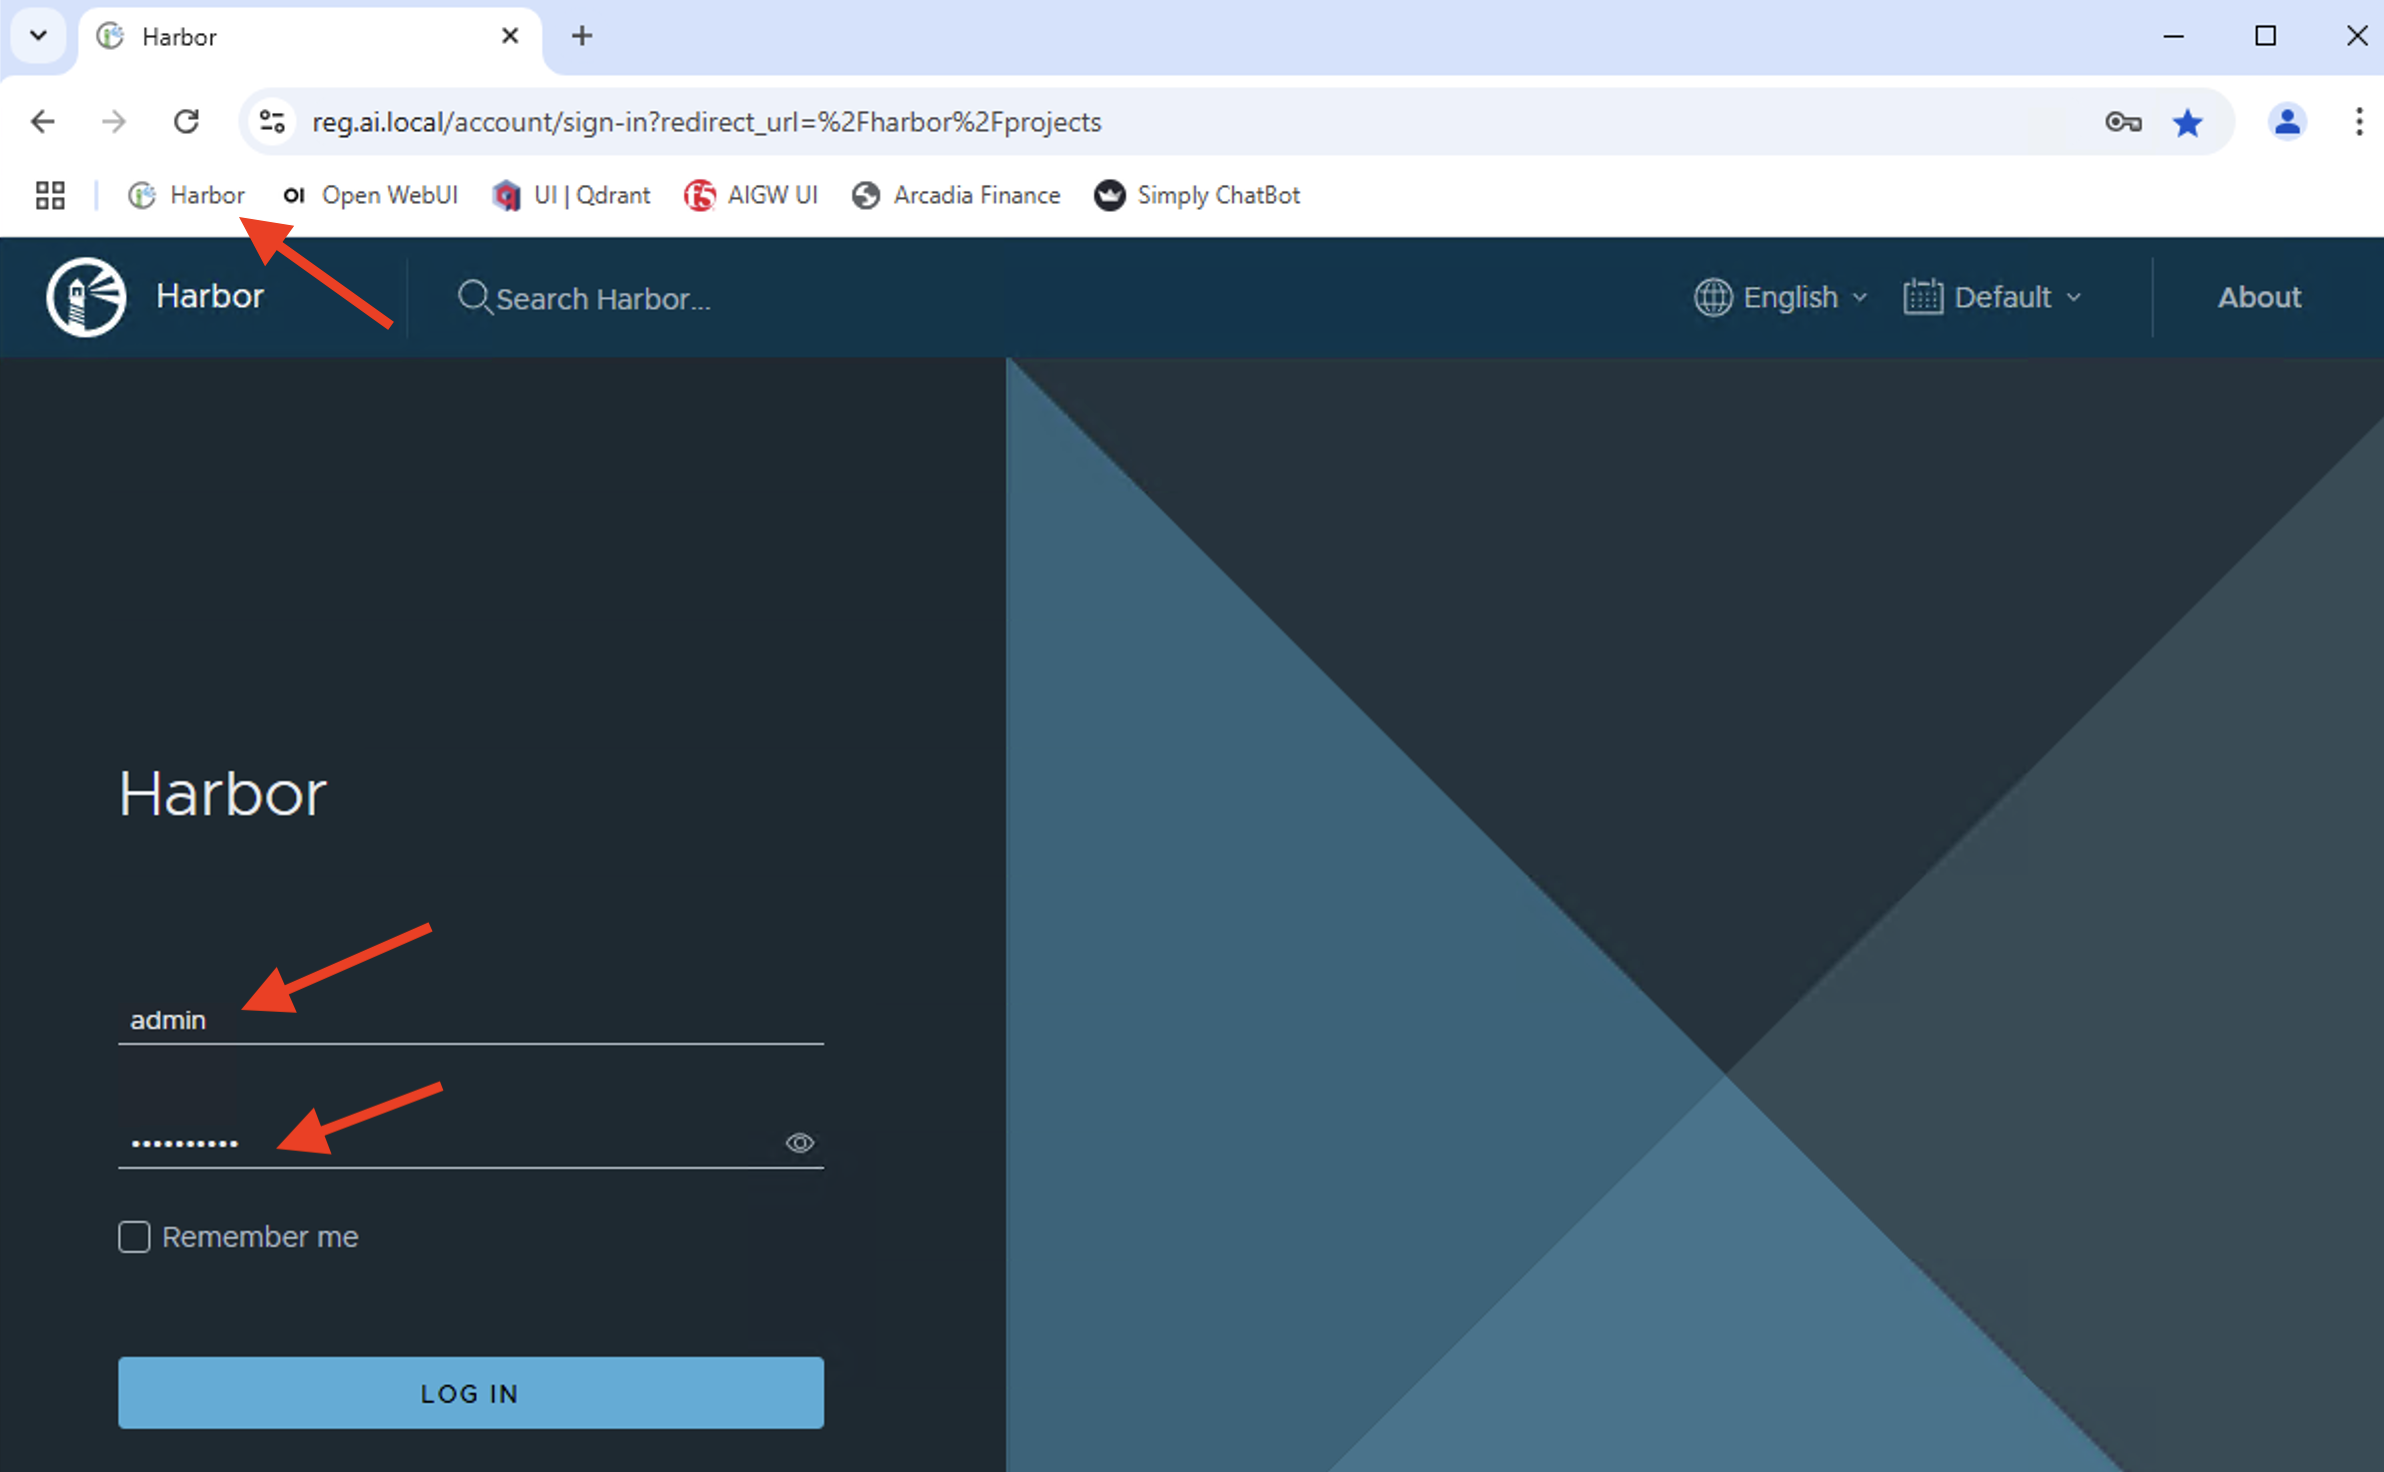 Harbor
reg.ai.local/account/sign-in?redirect_url=%2Fharbor%2Fprojects
Harbor OI Open WebUI UI | Qdrant f5 AIGW UI Arcadia Finance Simply ChatBot
Harbor Search Harbor... English Default About
Harbor
admin
••••••••••
Remember me
LOG IN